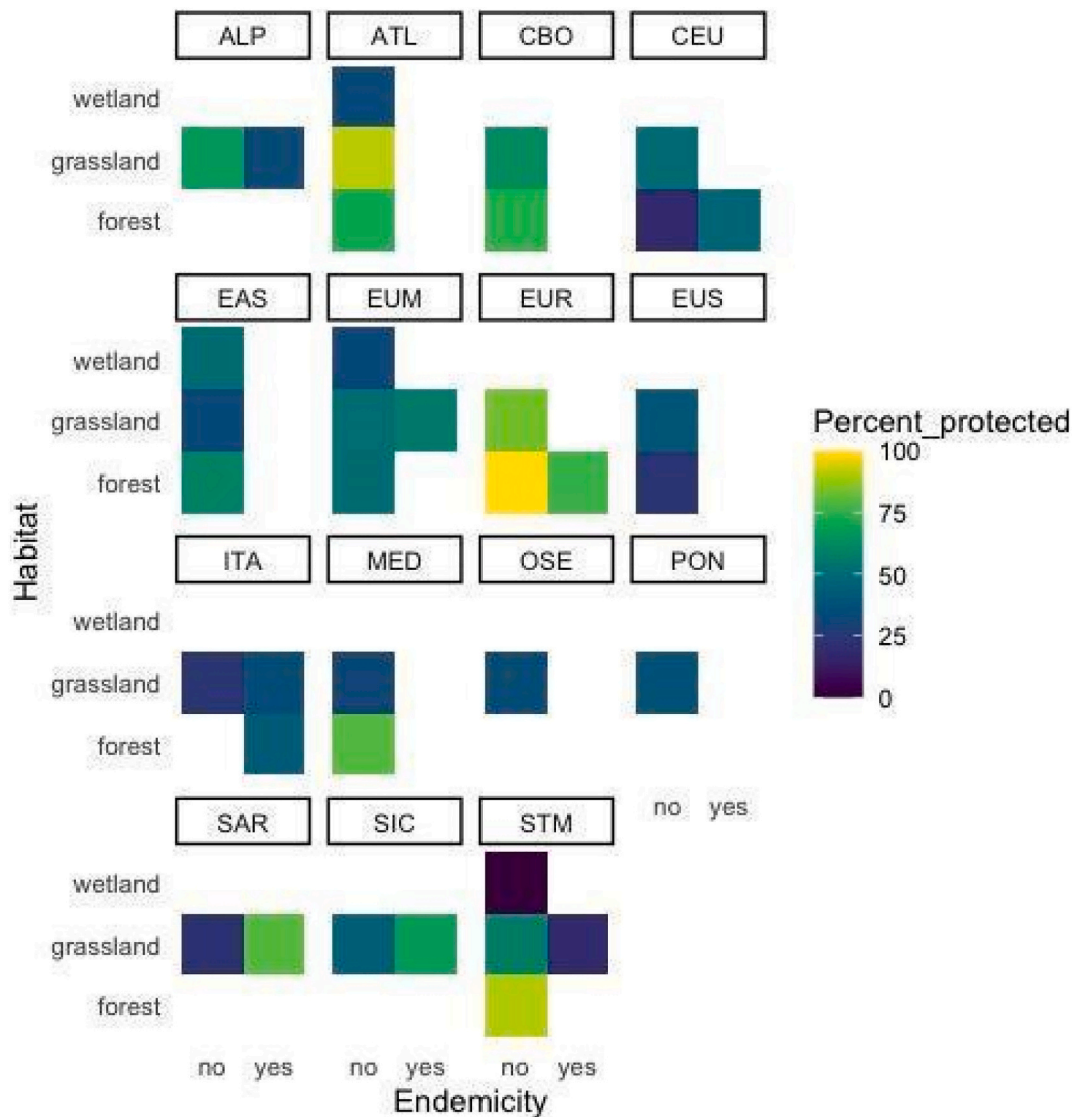 ALP ATL CBO CEU
wetland
grassland
forest
EAS EUM EUR EUS
wetland
grassland
forest
ITA MED OSE PON
wetland
grassland
forest
no yes
SAR SIC STM
wetland
grassland
forest
no yes no yes no yes
Endemicity
Habitat
Percent_protected
100
75
50
25
0